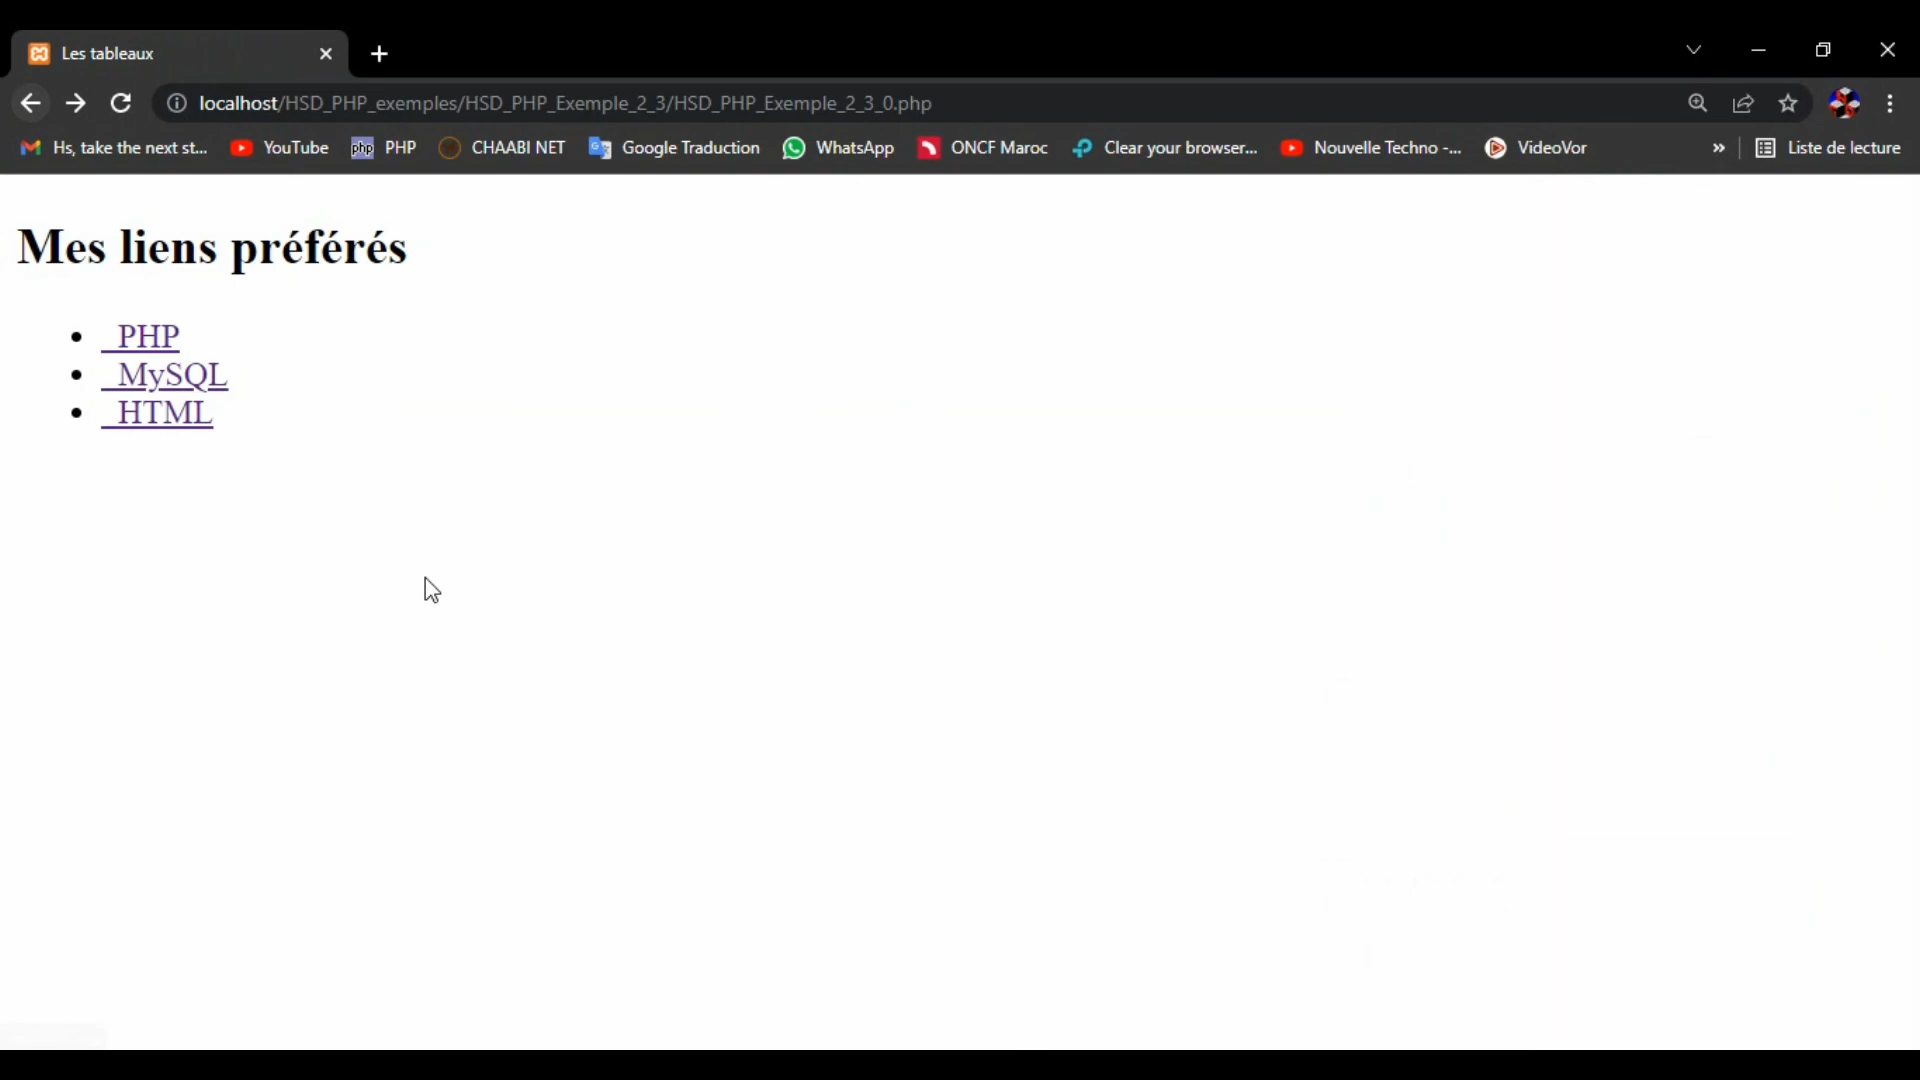 Les tableaux
localhost/HSD_PHP_exemples/HSD_PHP_Exemple_2_3/HSD_PHP_Exemple_2_3_0.php
Hs, take the next st... YouTube php PHP CHAABI NET Google Traduction WhatsApp ONCF Maroc Clear your browser... Nouvelle Techno -... VideoVor » Liste de lecture
Mes liens préférés
• PHP
• MySQL
• HTML